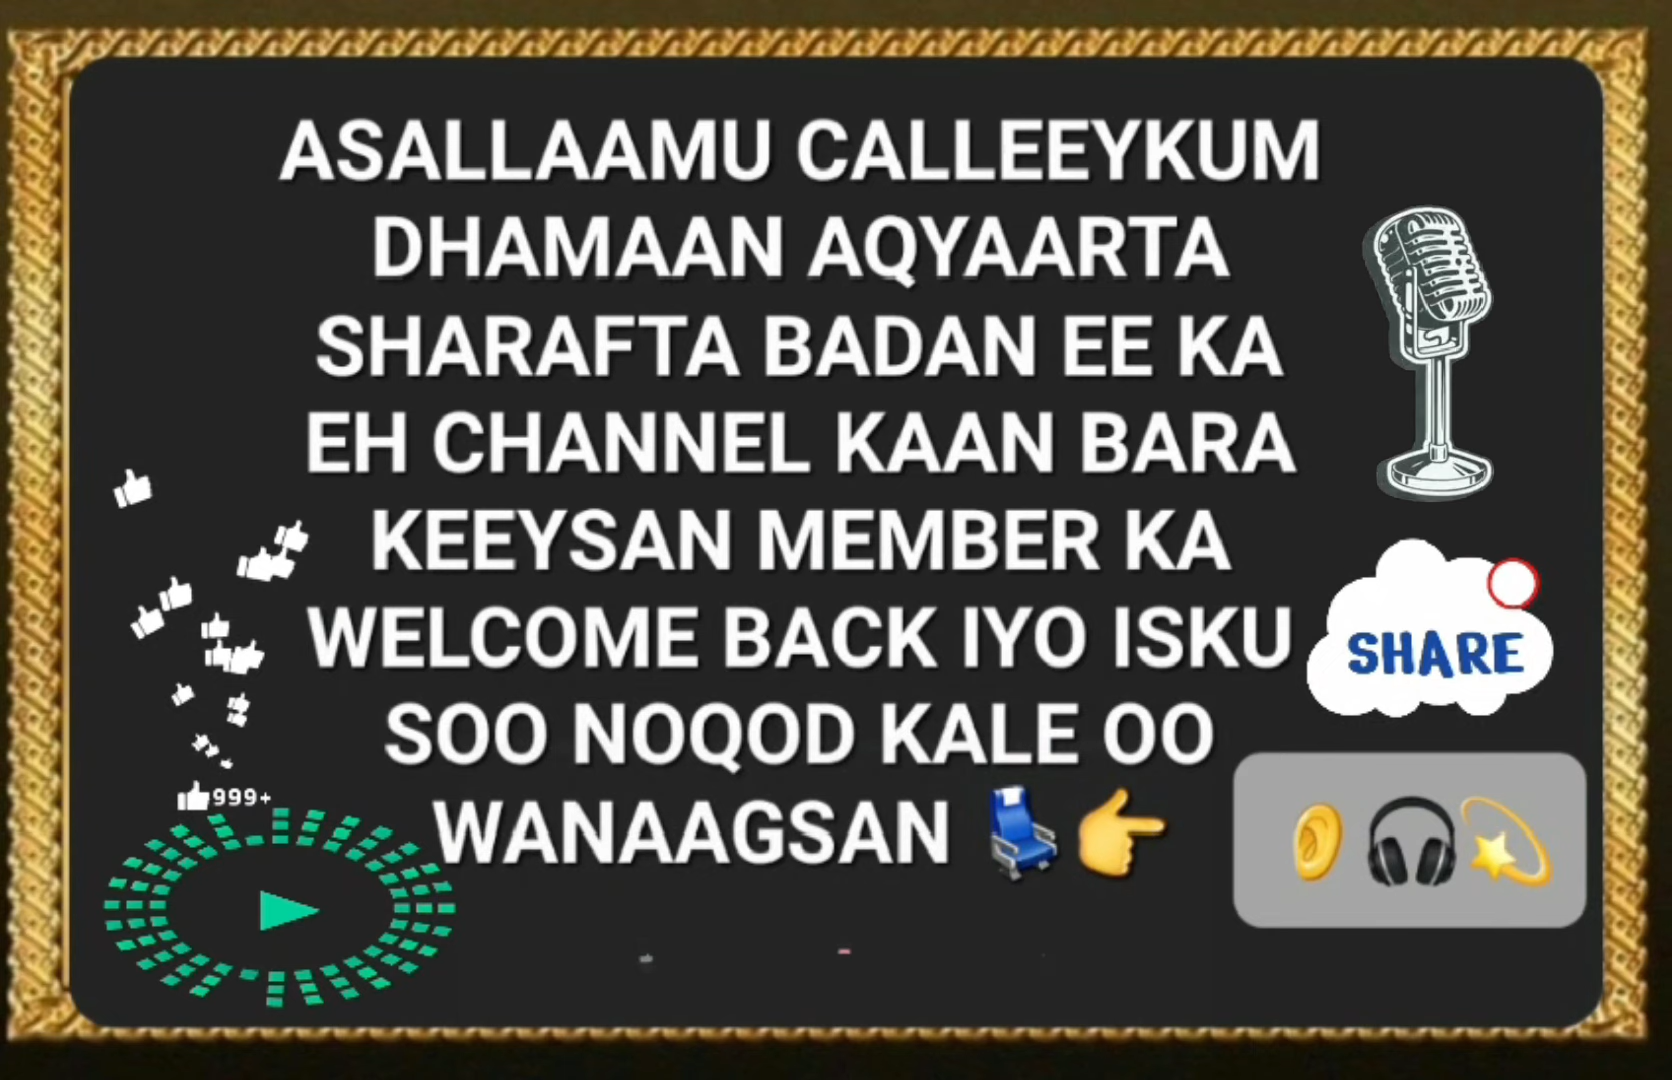 ASALLAAMU CALLEEYKUM
DHAMAAN AQYAARTA
SHARAFTA BADAN EE KA
EH CHANNEL KAAN BARA
KEEYSAN MEMBER KA
WELCOME BACK IYO ISKU
SOO NOQOD KALE OO
WANAAGSAN 💺👉
SHARE
999+